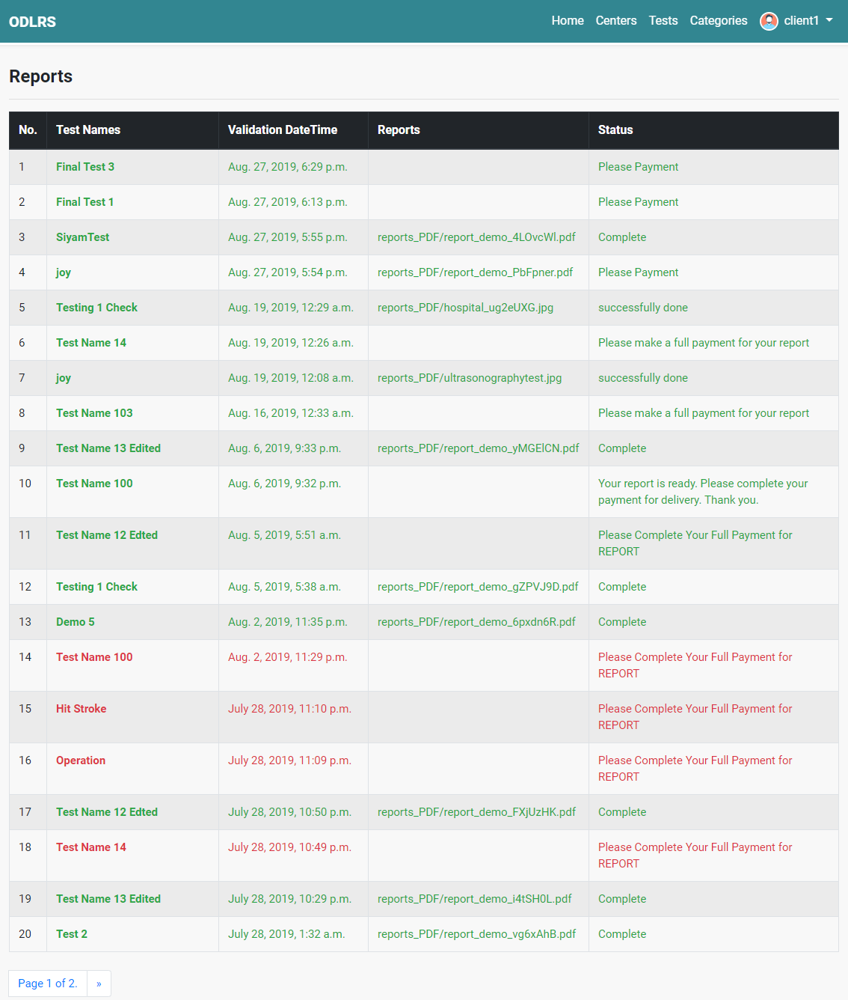 ODLRS
Home Centers Tests Categories client1
Reports
No. Test Names Validation DateTime Reports Status
1 Final Test 3 Aug. 27, 2019, 6:29 p.m. Please Payment
2 Final Test 1 Aug. 27, 2019, 6:13 p.m. Please Payment
3 SiyamTest Aug. 27, 2019, 5:55 p.m. reports_PDF/report_demo_4LOvcWl.pdf Complete
4 joy Aug. 27, 2019, 5:54 p.m. reports_PDF/report_demo_PbFpner.pdf Please Payment
5 Testing 1 Check Aug. 19, 2019, 12:29 a.m. reports_PDF/hospital_ug2eUXG.jpg successfully done
6 Test Name 14 Aug. 19, 2019, 12:26 a.m. Please make a full payment for your report
7 joy Aug. 19, 2019, 12:08 a.m. reports_PDF/ultrasonographytest.jpg successfully done
8 Test Name 103 Aug. 16, 2019, 12:33 a.m. Please make a full payment for your report
9 Test Name 13 Edited Aug. 6, 2019, 9:33 p.m. reports_PDF/report_demo_yMGElCN.pdf Complete
10 Test Name 100 Aug. 6, 2019, 9:32 p.m. Your report is ready. Please complete your
payment for delivery. Thank you.
11 Test Name 12 Edted Aug. 5, 2019, 5:51 a.m. Please Complete Your Full Payment for
REPORT
12 Testing 1 Check Aug. 5, 2019, 5:38 a.m. reports_PDF/report_demo_gZPVJ9D.pdf Complete
13 Demo 5 Aug. 2, 2019, 11:35 p.m. reports_PDF/report_demo_6pxdn6R.pdf Complete
14 Test Name 100 Aug. 2, 2019, 11:29 p.m. Please Complete Your Full Payment for
REPORT
15 Hit Stroke July 28, 2019, 11:10 p.m. Please Complete Your Full Payment for
REPORT
16 Operation July 28, 2019, 11:09 p.m. Please Complete Your Full Payment for
REPORT
17 Test Name 12 Edted July 28, 2019, 10:50 p.m. reports_PDF/report_demo_FXjUzHK.pdf Complete
18 Test Name 14 July 28, 2019, 10:49 p.m. Please Complete Your Full Payment for
REPORT
19 Test Name 13 Edited July 28, 2019, 10:29 p.m. reports_PDF/report_demo_i4tSH0L.pdf Complete
20 Test 2 July 28, 2019, 1:32 a.m. reports_PDF/report_demo_vg6xAhB.pdf Complete
Page 1 of 2. »